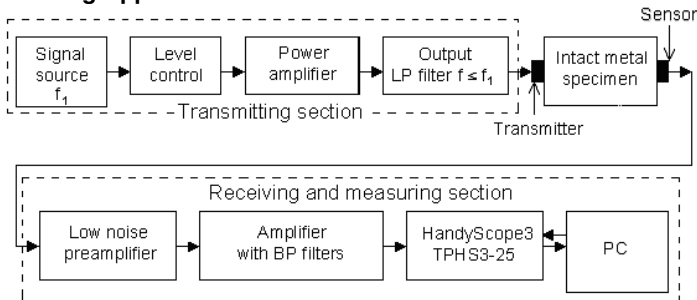 Sensor
Signal
source
f₁
Level
control
Power
amplifier
Output
LP filter f ≤ f₁
Intact metal
specimen
Transmitting section
Transmitter
Receiving and measuring section
Low noise
preamplifier
Amplifier
with BP filters
HandyScope3
TPHS3-25
PC